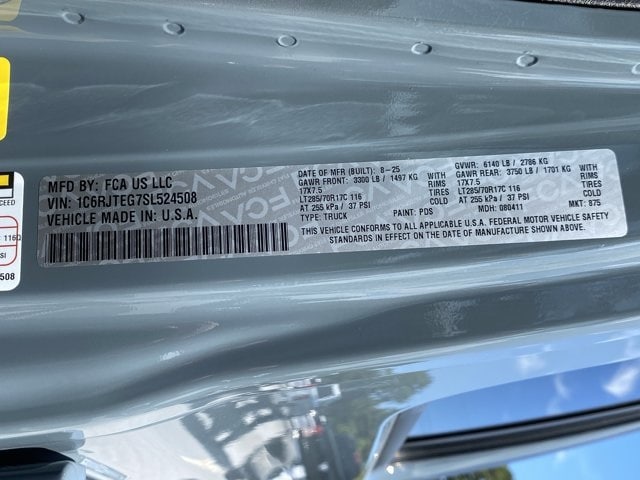 MFD BY: FCA US LLC
VIN: 1C6RJTEG7SL524508
VEHICLE MADE IN U.S.A.
DATE OF MFR (BUILT): 8-25
GAWR FRONT: 3300 LB / 1497 KG
17X7.5 RIMS
LT285/70R17C 116 TIRES
AT 255 kPa / 37 PSI COLD
TYPE: TRUCK
GVWR: 6140 LB / 2786 KG
GAWR REAR: 3750 LB / 1701 KG
17X7.5 RIMS
LT285/70R17C 116 TIRES
AT 255 kPa / 37 PSI COLD
PAINT: PDS
MDH: 080411
MKT: 875
THIS VEHICLE CONFORMS TO ALL APPLICABLE U.S.A. FEDERAL MOTOR VEHICLE SAFETY
STANDARDS IN EFFECT ON THE DATE OF MANUFACTURE SHOWN ABOVE.
508